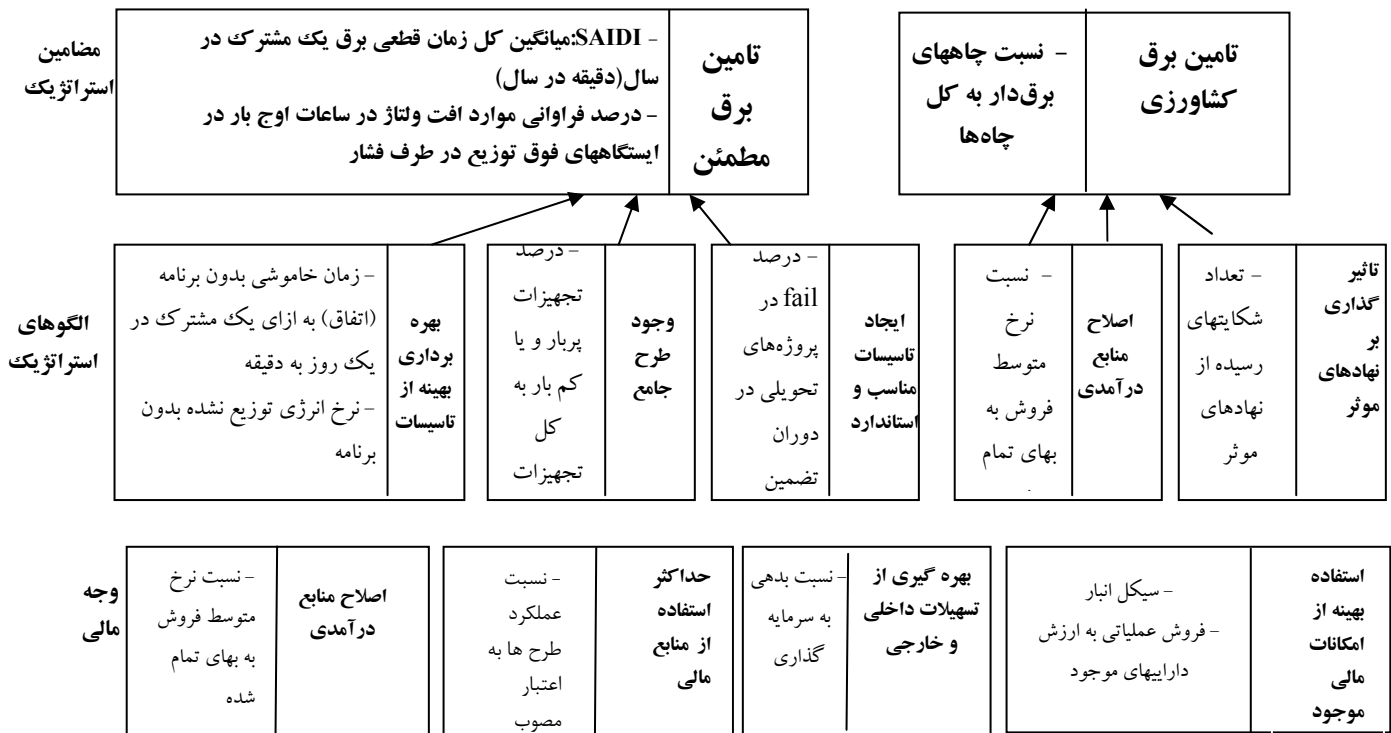 مضامین
استراتژیک
تامین برق
کشاورزی
- نسبت چاههای
برق‌دار به کل
چاه‌ها
تامین
برق
مطمئن
- SAIDI:میانگین کل زمان قطعی برق یک مشترک در
سال(دقیقه در سال)
- درصد فراوانی موارد افت ولتاژ در ساعات اوج بار در
ایستگاههای فوق توزیع در طرف فشار
الگوهای
استراتژیک
تاثیر
گذاری
بر
نهادهای
موثر
- تعداد
شکایتهای
رسیده از
نهادهای
موثر
اصلاح
منابع
درآمدی
- نسبت
نرخ
متوسط
فروش به
بهای تمام
ایجاد
تاسیسات
مناسب و
استاندارد
- درصد
fail در
پروژه‌های
تحویلی در
دوران
تضمین
وجود
طرح
جامع
- درصد
تجهیزات
پربار و یا
کم بار به
کل
تجهیزات
بهره
برداری
بهینه از
تاسیسات
- زمان خاموشی بدون برنامه
(اتفاق) به ازای یک مشترک در
یک روز به دقیقه
- نرخ انرژی توزیع نشده بدون
برنامه
وجه
مالی
استفاده
بهینه از
امکانات
مالی
موجود
- سیکل انبار
- فروش عملیاتی به ارزش
داراییهای موجود
بهره گیری از
تسهیلات داخلی
و خارجی
- نسبت بدهی
به سرمایه
گذاری
حداکثر
استفاده
از منابع
مالی
- نسبت
عملکرد
طرح ها به
اعتبار
مصوب
اصلاح منابع
درآمدی
- نسبت نرخ
متوسط فروش
به بهای تمام
شده